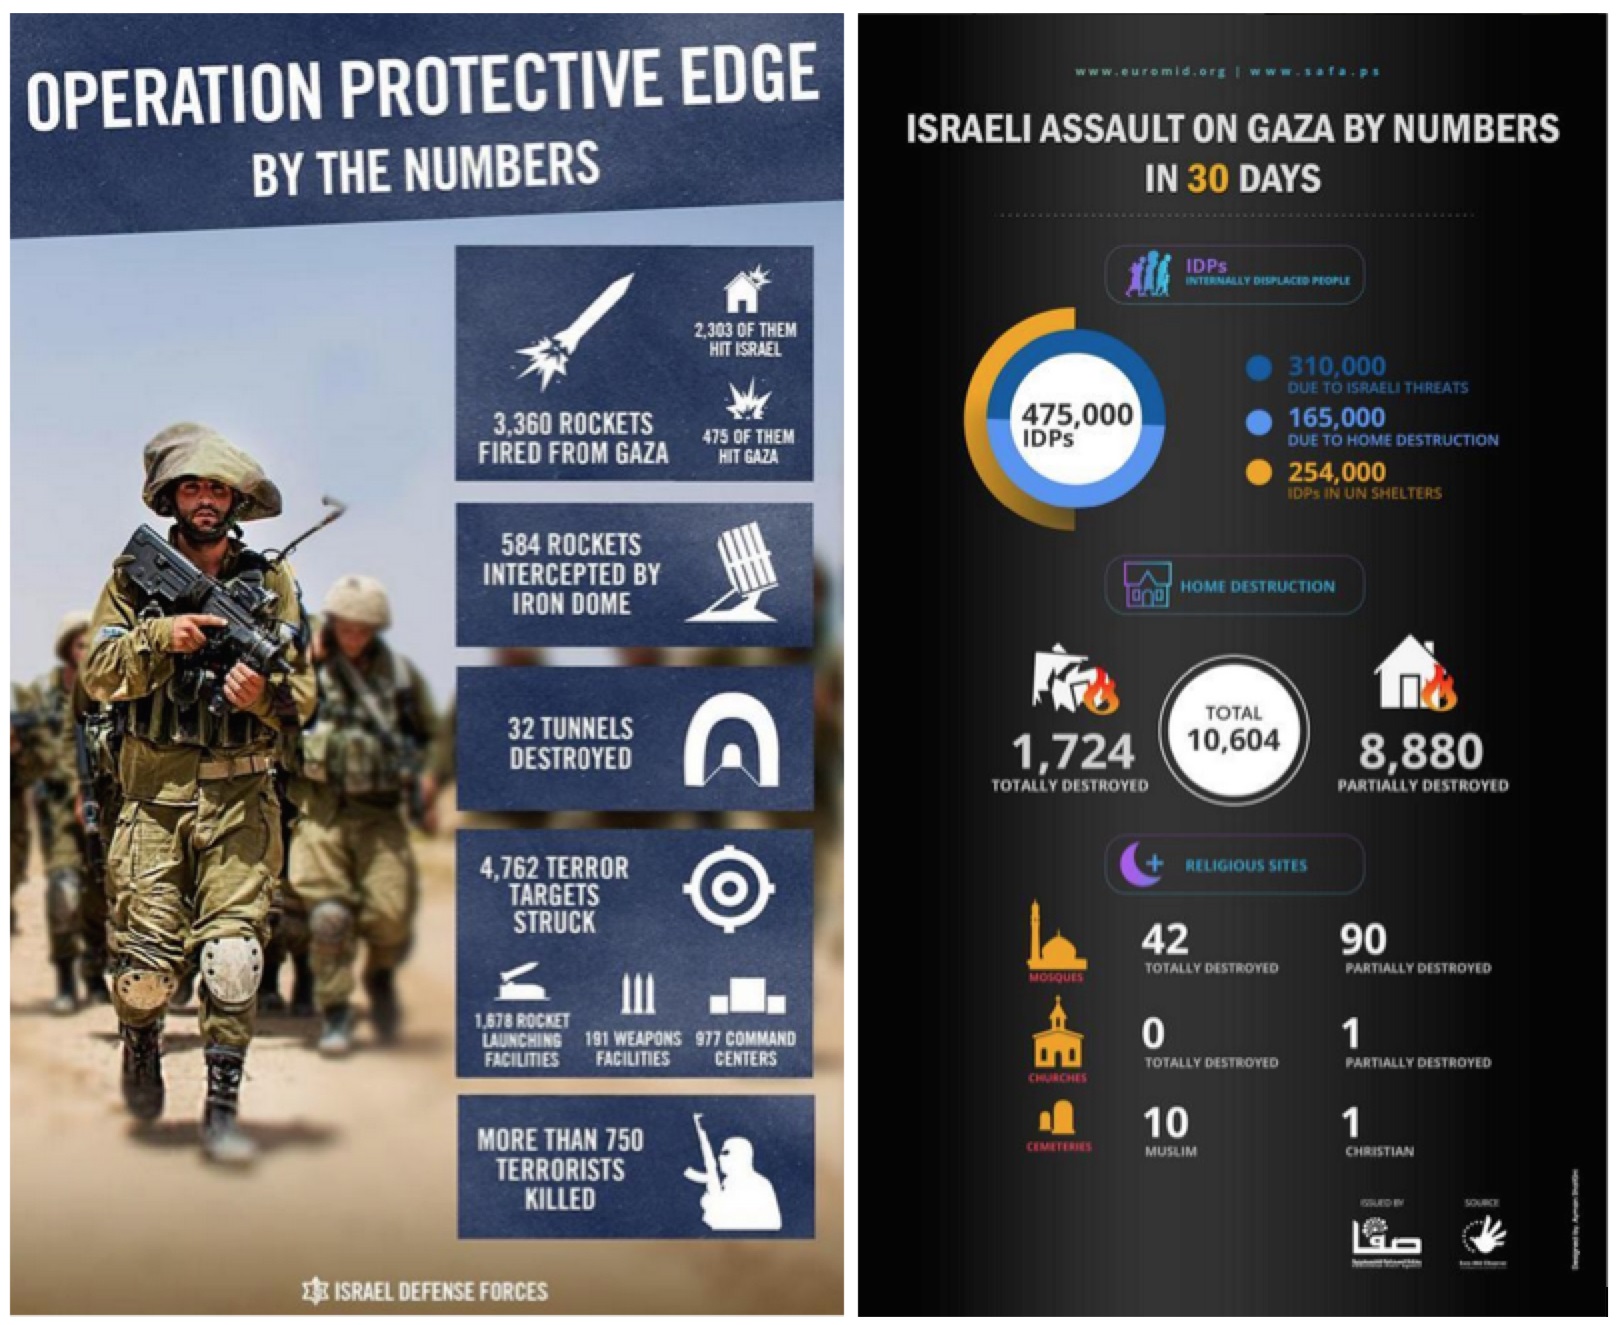 OPERATION PROTECTIVE EDGE
BY THE NUMBERS
3,360 ROCKETS
FIRED FROM GAZA
2,303 OF THEM
HIT ISRAEL
475 OF THEM
HIT GAZA
584 ROCKETS
INTERCEPTED BY
IRON DOME
32 TUNNELS
DESTROYED
4,762 TERROR
TARGETS
STRUCK
1,678 ROCKET
LAUNCHING
FACILITIES
191 WEAPONS
FACILITIES
977 COMMAND
CENTERS
MORE THAN 750
TERRORISTS
KILLED
ISRAEL DEFENSE FORCES
www.euromid.org | www.safa.ps
ISRAELI ASSAULT ON GAZA BY NUMBERS
IN 30 DAYS
IDPs
INTERNALLY DISPLACED PEOPLE
475,000
IDPs
310,000
DUE TO ISRAELI THREATS
165,000
DUE TO HOME DESTRUCTION
254,000
IDPs IN UN SHELTERS
HOME DESTRUCTION
1,724
TOTALLY DESTROYED
TOTAL
10,604
8,880
PARTIALLY DESTROYED
RELIGIOUS SITES
MOSQUES
42
TOTALLY DESTROYED
90
PARTIALLY DESTROYED
CHURCHES
0
TOTALLY DESTROYED
1
PARTIALLY DESTROYED
CEMETERIES
10
MUSLIM
1
CHRISTIAN
ISSUED BY
صفا
SOURCE
Designed by: Ayman